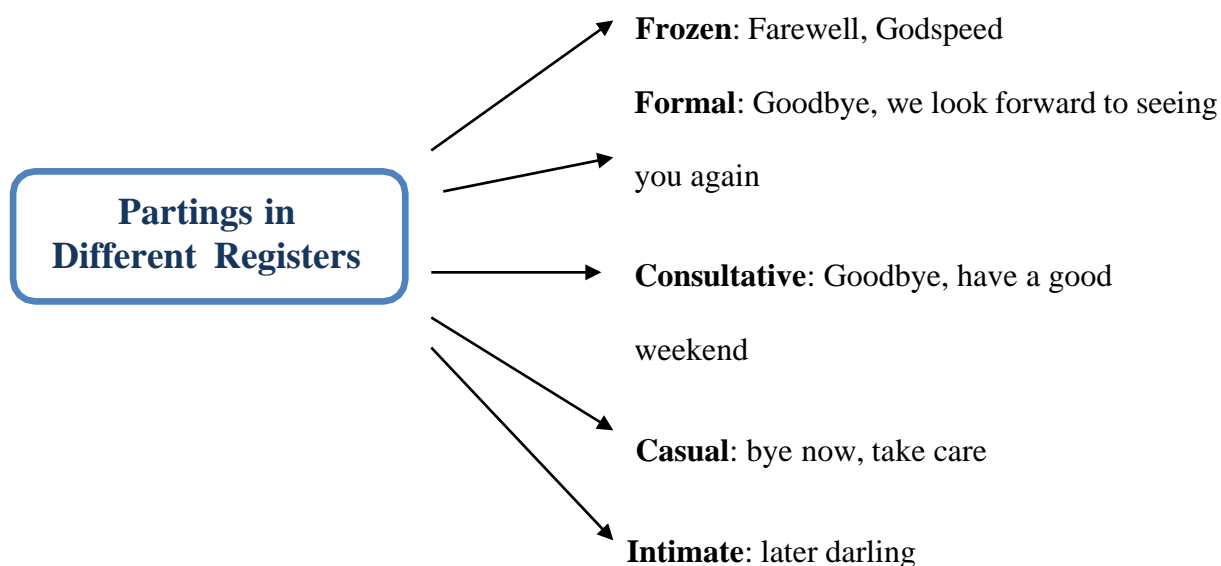 Frozen: Farewell, Godspeed
Formal: Goodbye, we look forward to seeing
you again
Partings in
Different Registers
Consultative: Goodbye, have a good
weekend
Casual: bye now, take care
Intimate: later darling